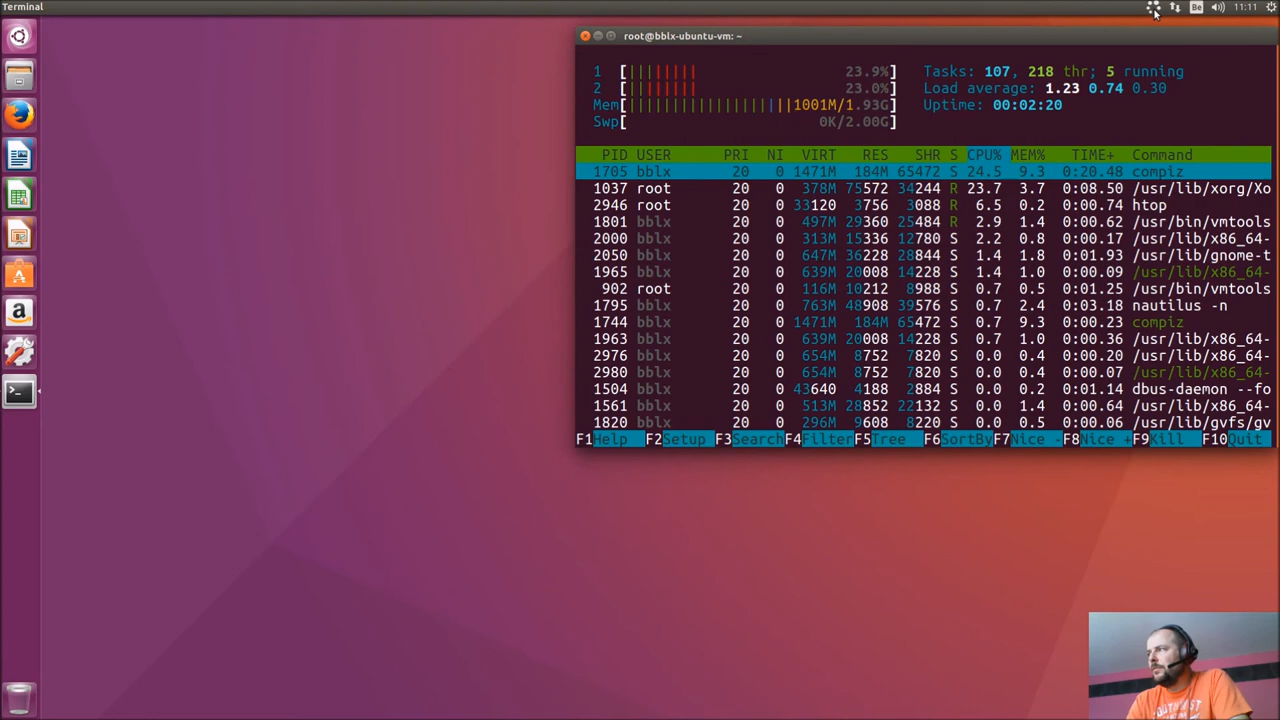 Terminal
Be
11:11
root@bblx-ubuntu-vm: ~
1 [||||||||||| 23.9%] Tasks: 107, 218 thr; 5 running
2 [||||||||||| 23.0%] Load average: 1.23 0.74 0.30
Mem[||||||||||||||||||||1001M/1.93G] Uptime: 00:02:20
Swp[ 0K/2.00G]
PID USER PRI NI VIRT RES SHR S CPU% MEM% TIME+ Command
1705 bblx 20 0 1471M 184M 65472 S 24.5 9.3 0:20.48 compiz
1037 root 20 0 378M 75572 34244 R 23.7 3.7 0:08.50 /usr/lib/xorg/Xo
2946 root 20 0 33120 3756 3088 R 6.5 0.2 0:00.74 htop
1801 bblx 20 0 497M 29360 25484 R 2.9 1.4 0:00.62 /usr/bin/vmtools
2000 bblx 20 0 313M 15336 12780 S 2.2 0.8 0:00.17 /usr/lib/x86_64-
2050 bblx 20 0 647M 36228 28844 S 1.4 1.8 0:01.93 /usr/lib/gnome-t
1965 bblx 20 0 639M 20008 14228 S 1.4 1.0 0:00.09 /usr/lib/x86_64-
902 root 20 0 116M 10212 8988 S 0.7 0.5 0:01.25 /usr/bin/vmtools
1795 bblx 20 0 763M 48908 39576 S 0.7 2.4 0:03.18 nautilus -n
1744 bblx 20 0 1471M 184M 65472 S 0.7 9.3 0:00.23 compiz
1963 bblx 20 0 639M 20008 14228 S 0.7 1.0 0:00.36 /usr/lib/x86_64-
2976 bblx 20 0 654M 8752 7820 S 0.0 0.4 0:00.20 /usr/lib/x86_64-
2980 bblx 20 0 654M 8752 7820 S 0.0 0.4 0:00.07 /usr/lib/x86_64-
1504 bblx 20 0 43640 4188 2884 S 0.0 0.2 0:01.14 dbus-daemon --fo
1561 bblx 20 0 513M 28852 22132 S 0.0 1.4 0:00.64 /usr/lib/x86_64-
1820 bblx 20 0 296M 9608 8304 S 0.0 0.5 0:00.06 /usr/lib/gvfs/gv
F1Help F2Setup F3SearchF4FilterF5Tree F6SortByF7Nice -F8Nice +F9Kill F10Quit